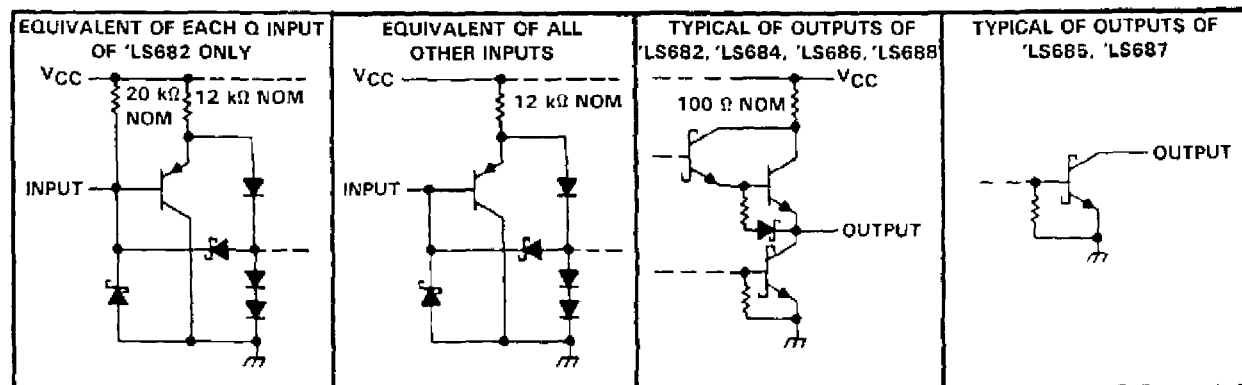 EQUIVALENT OF EACH Q INPUT
OF 'LS682 ONLY
VCC
20 kΩ
NOM
12 kΩ NOM
INPUT
EQUIVALENT OF ALL
OTHER INPUTS
VCC
12 kΩ NOM
INPUT
TYPICAL OF OUTPUTS OF
'LS682, 'LS684, 'LS686, 'LS688
VCC
100 Ω NOM
OUTPUT
TYPICAL OF OUTPUTS OF
'LS685, 'LS687
OUTPUT